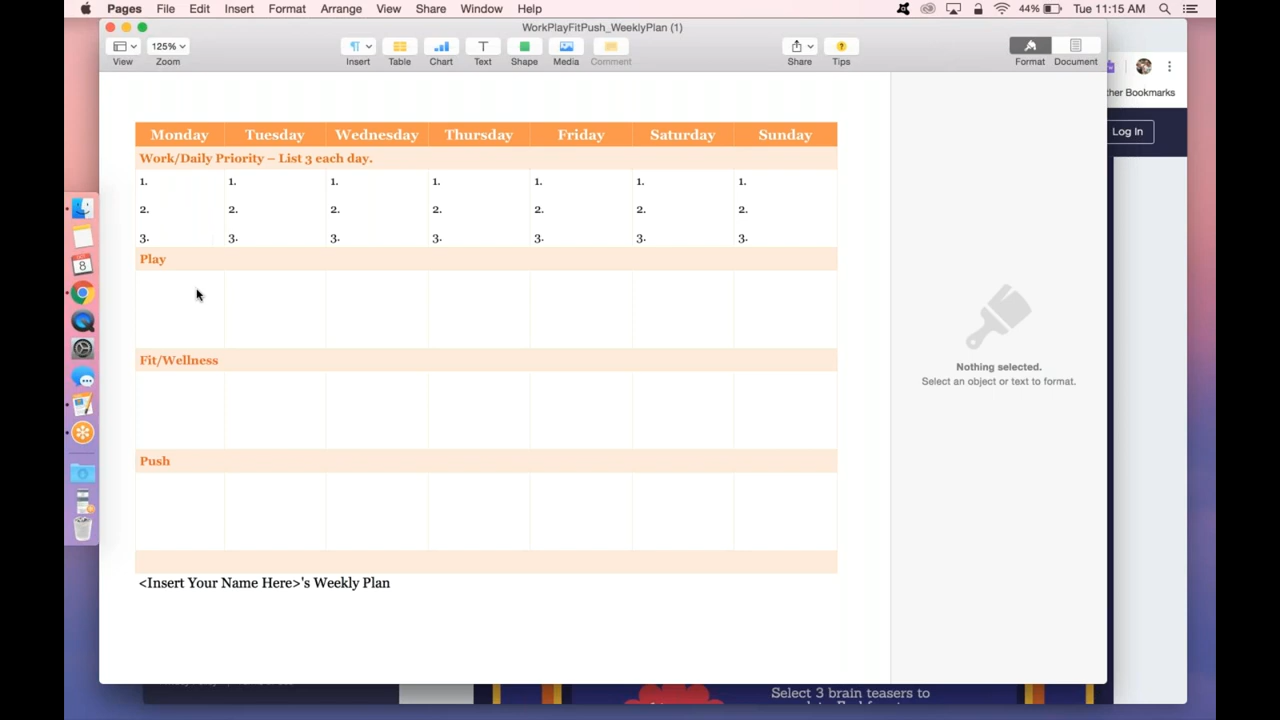 Pages File Edit Insert Format Arrange View Share Window Help 44% Tue 11:15 AM
WorkPlayFitPush_WeeklyPlan (1)
125%
View Zoom Insert Table Chart Text Shape Media Comment Share Tips Format Document
ther Bookmarks
Log In
Monday Tuesday Wednesday Thursday Friday Saturday Sunday
Work/Daily Priority – List 3 each day.
1. 1. 1. 1. 1. 1. 1.
2. 2. 2. 2. 2. 2. 2.
3. 3. 3. 3. 3. 3. 3.
Play
Fit/Wellness
Push
<Insert Your Name Here>'s Weekly Plan
Nothing selected.
Select an object or text to format.
OCT
8
Select 3 brain teasers to